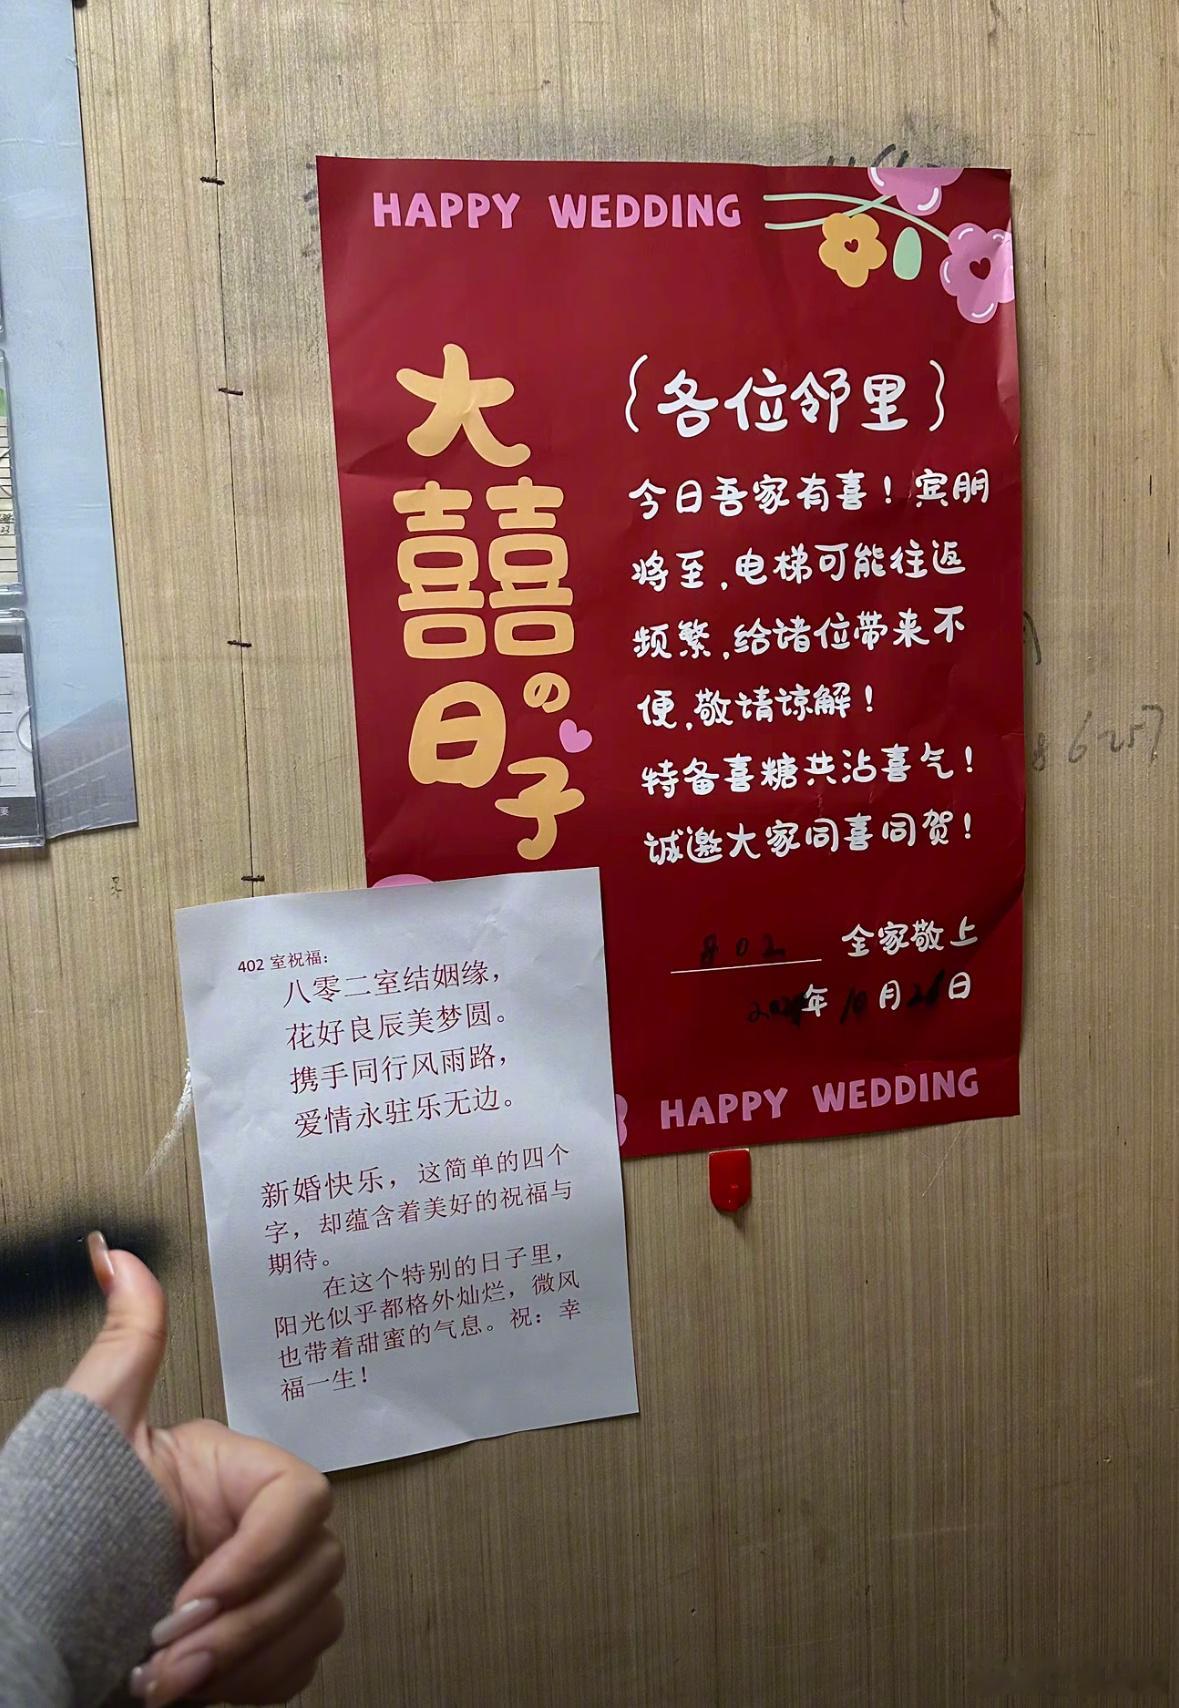 HAPPY WEDDING
大
囍
の
日
子
{各位邻里}
今日吾家有喜！宾朋
将至,电梯可能往返
频繁,给诸位带来不
便,敬请谅解！
特备喜糖共沾喜气！
诚邀大家同喜同贺！
802 全家敬上
年10月日
HAPPY WEDDING
402 室祝福：
八零二室结姻缘，
花好良辰美梦圆。
携手同行风雨路，
爱情永驻乐无边。
新婚快乐，这简单的四个
字，却蕴含着美好的祝福与
期待。
在这个特别的日子里，
阳光似乎都格外灿烂，微风
也带着甜蜜的气息。祝：幸
福一生！